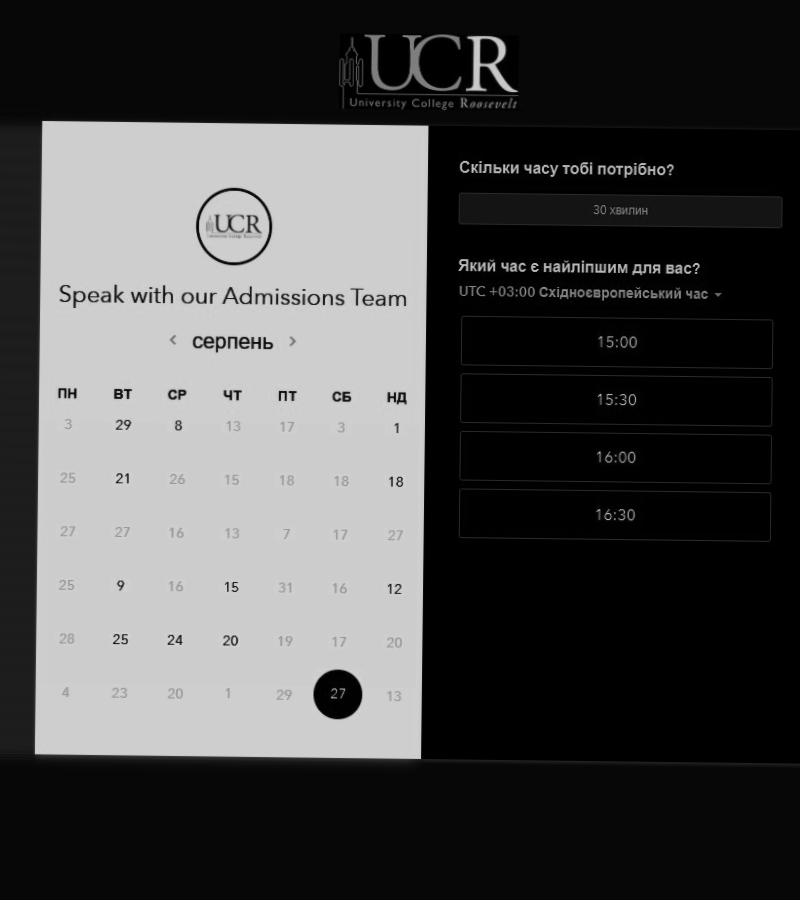 UCR
University College Roosevelt
UCR
Speak with our Admissions Team
серпень
ПН ВТ СР ЧТ ПТ СБ НД
3 29 8 13 17 3 1
25 21 26 15 18 18 18
27 27 16 13 7 17 27
25 9 16 15 31 16 12
28 25 24 20 19 17 20
4 23 20 1 29 27 13
Скільки часу тобі потрібно?
30 хвилин
Який час є найліпшим для вас?
UTC +03:00 Східноєвропейський час
15:00
15:30
16:00
16:30